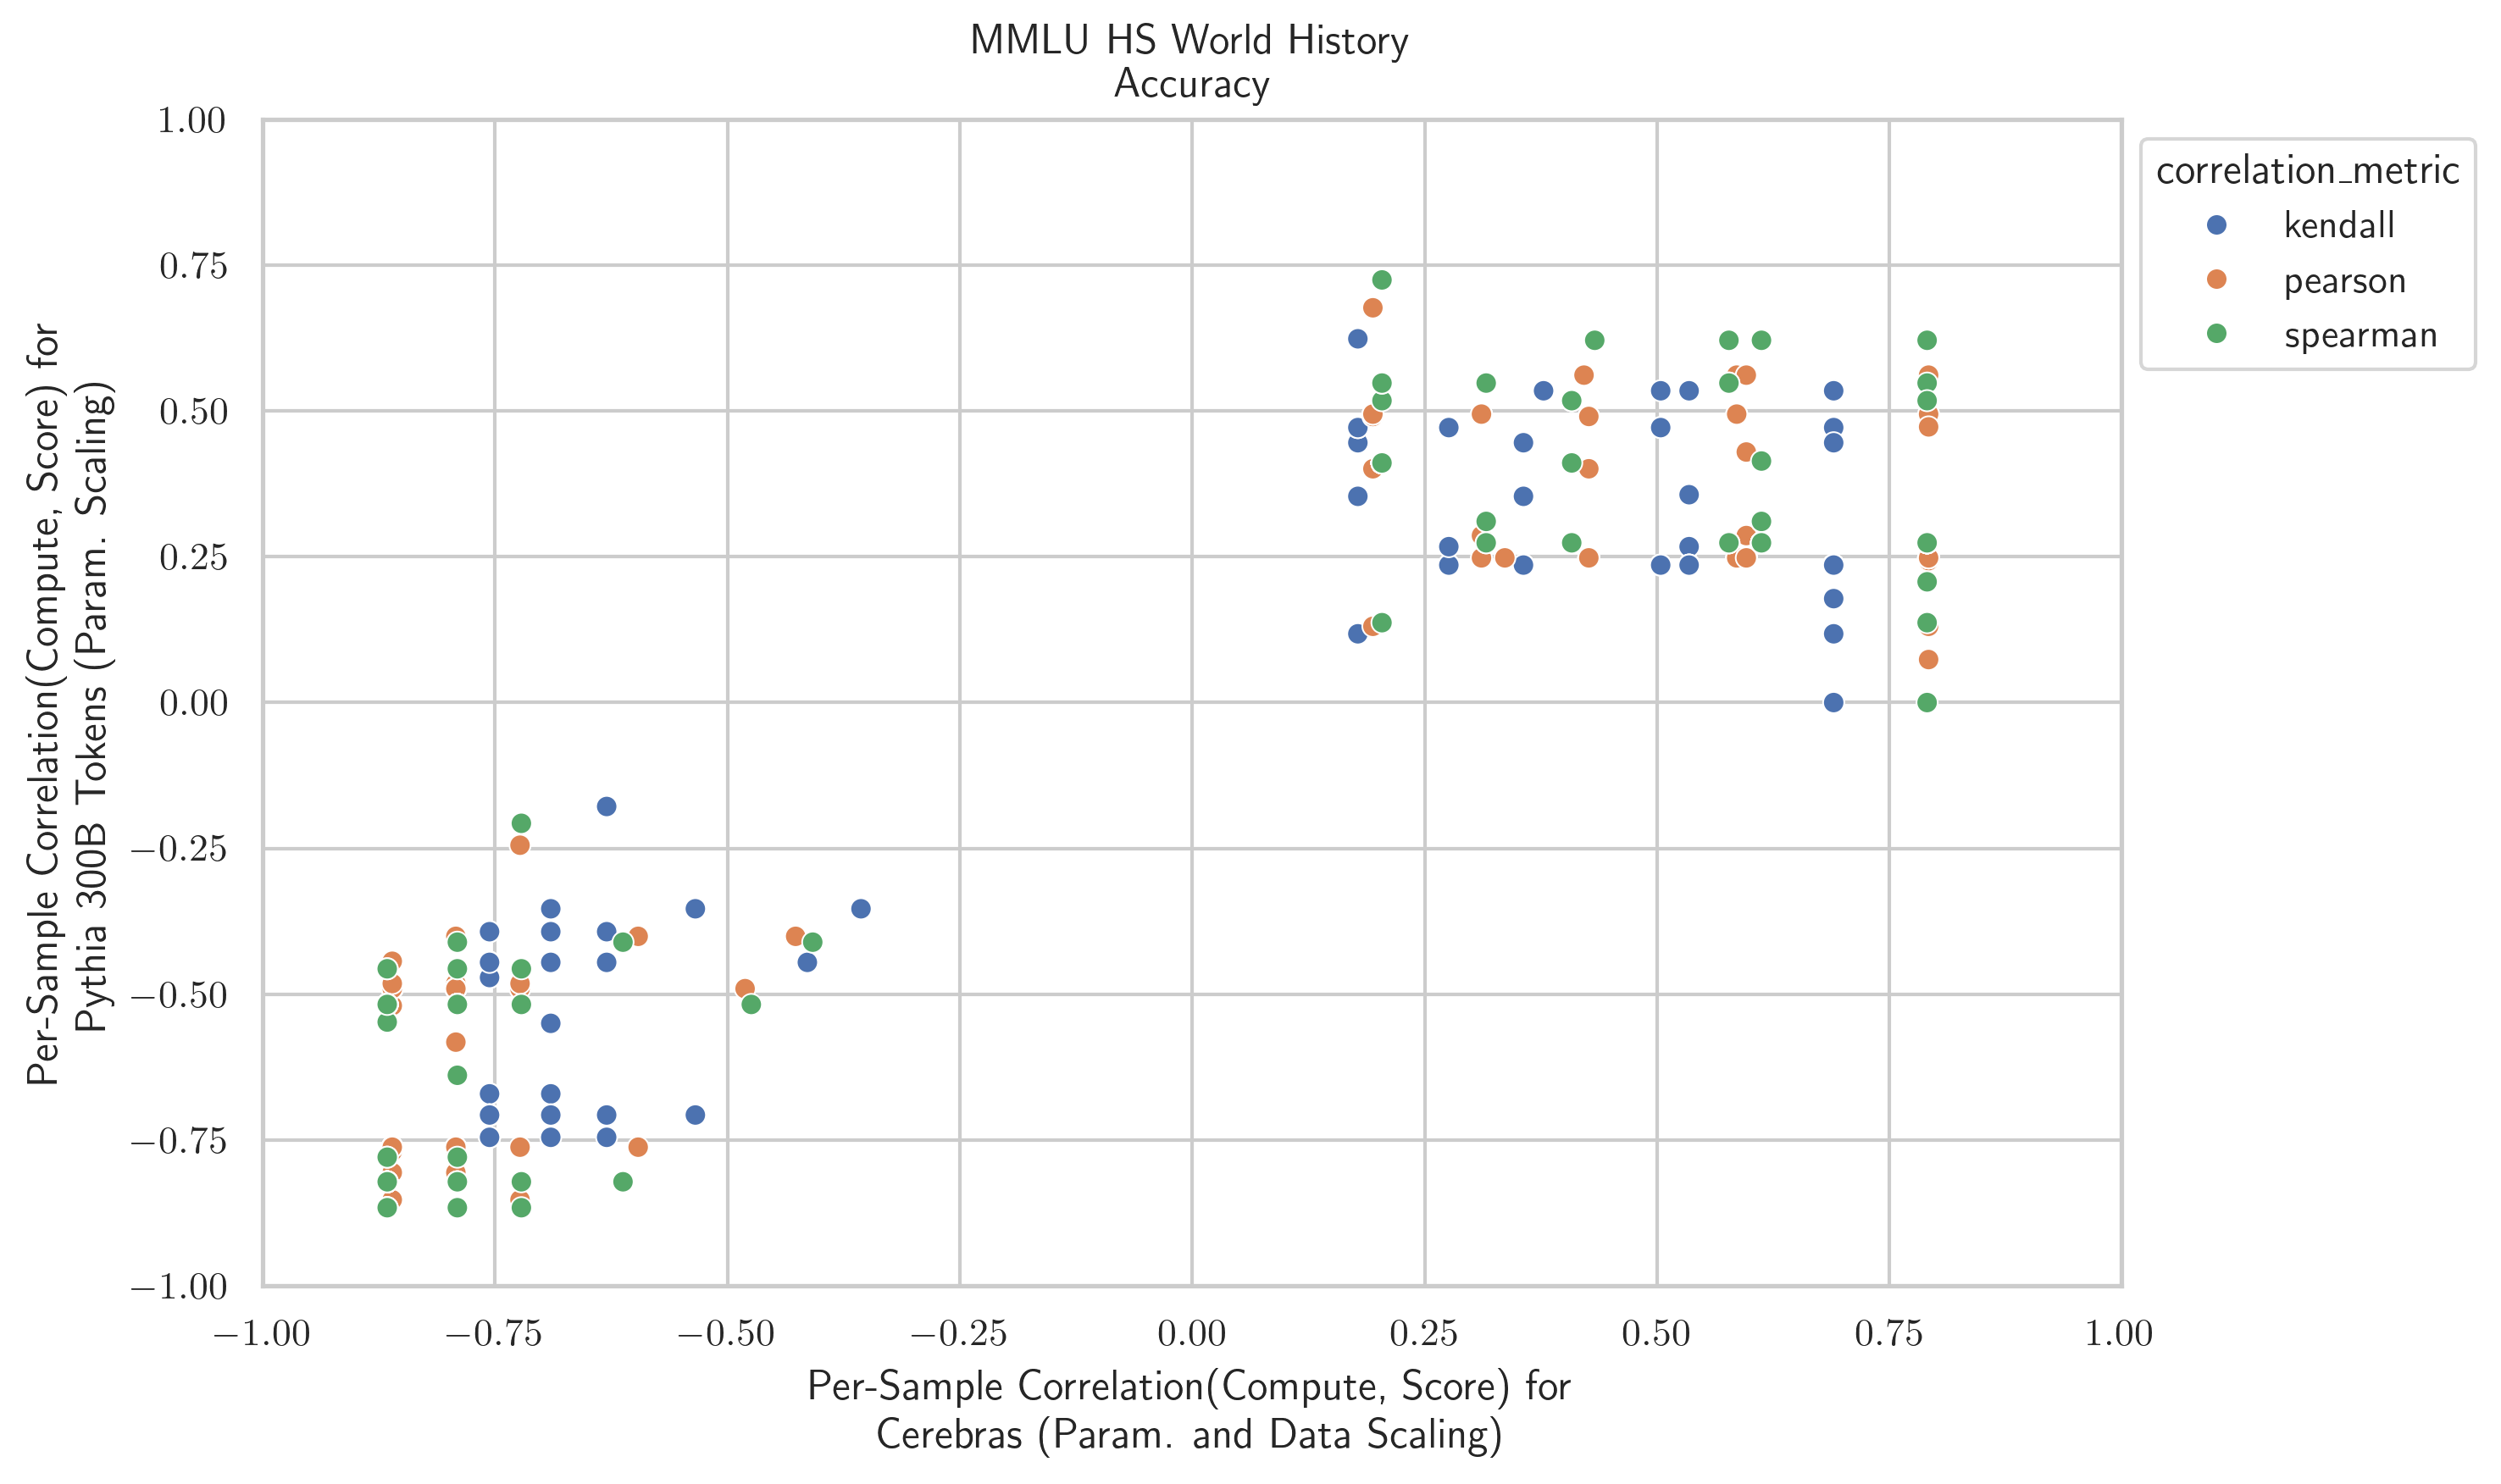 MMLU HS World History
Accuracy
1.00
0.75
0.50
0.25
0.00
−0.25
−0.50
−0.75
−1.00
Per-Sample Correlation(Compute, Score) for
Pythia 300B Tokens (Param. Scaling)
correlation_metric
kendall
pearson
spearman
−1.00
−0.75
−0.50
−0.25
0.00
0.25
0.50
0.75
1.00
Per-Sample Correlation(Compute, Score) for
Cerebras (Param. and Data Scaling)